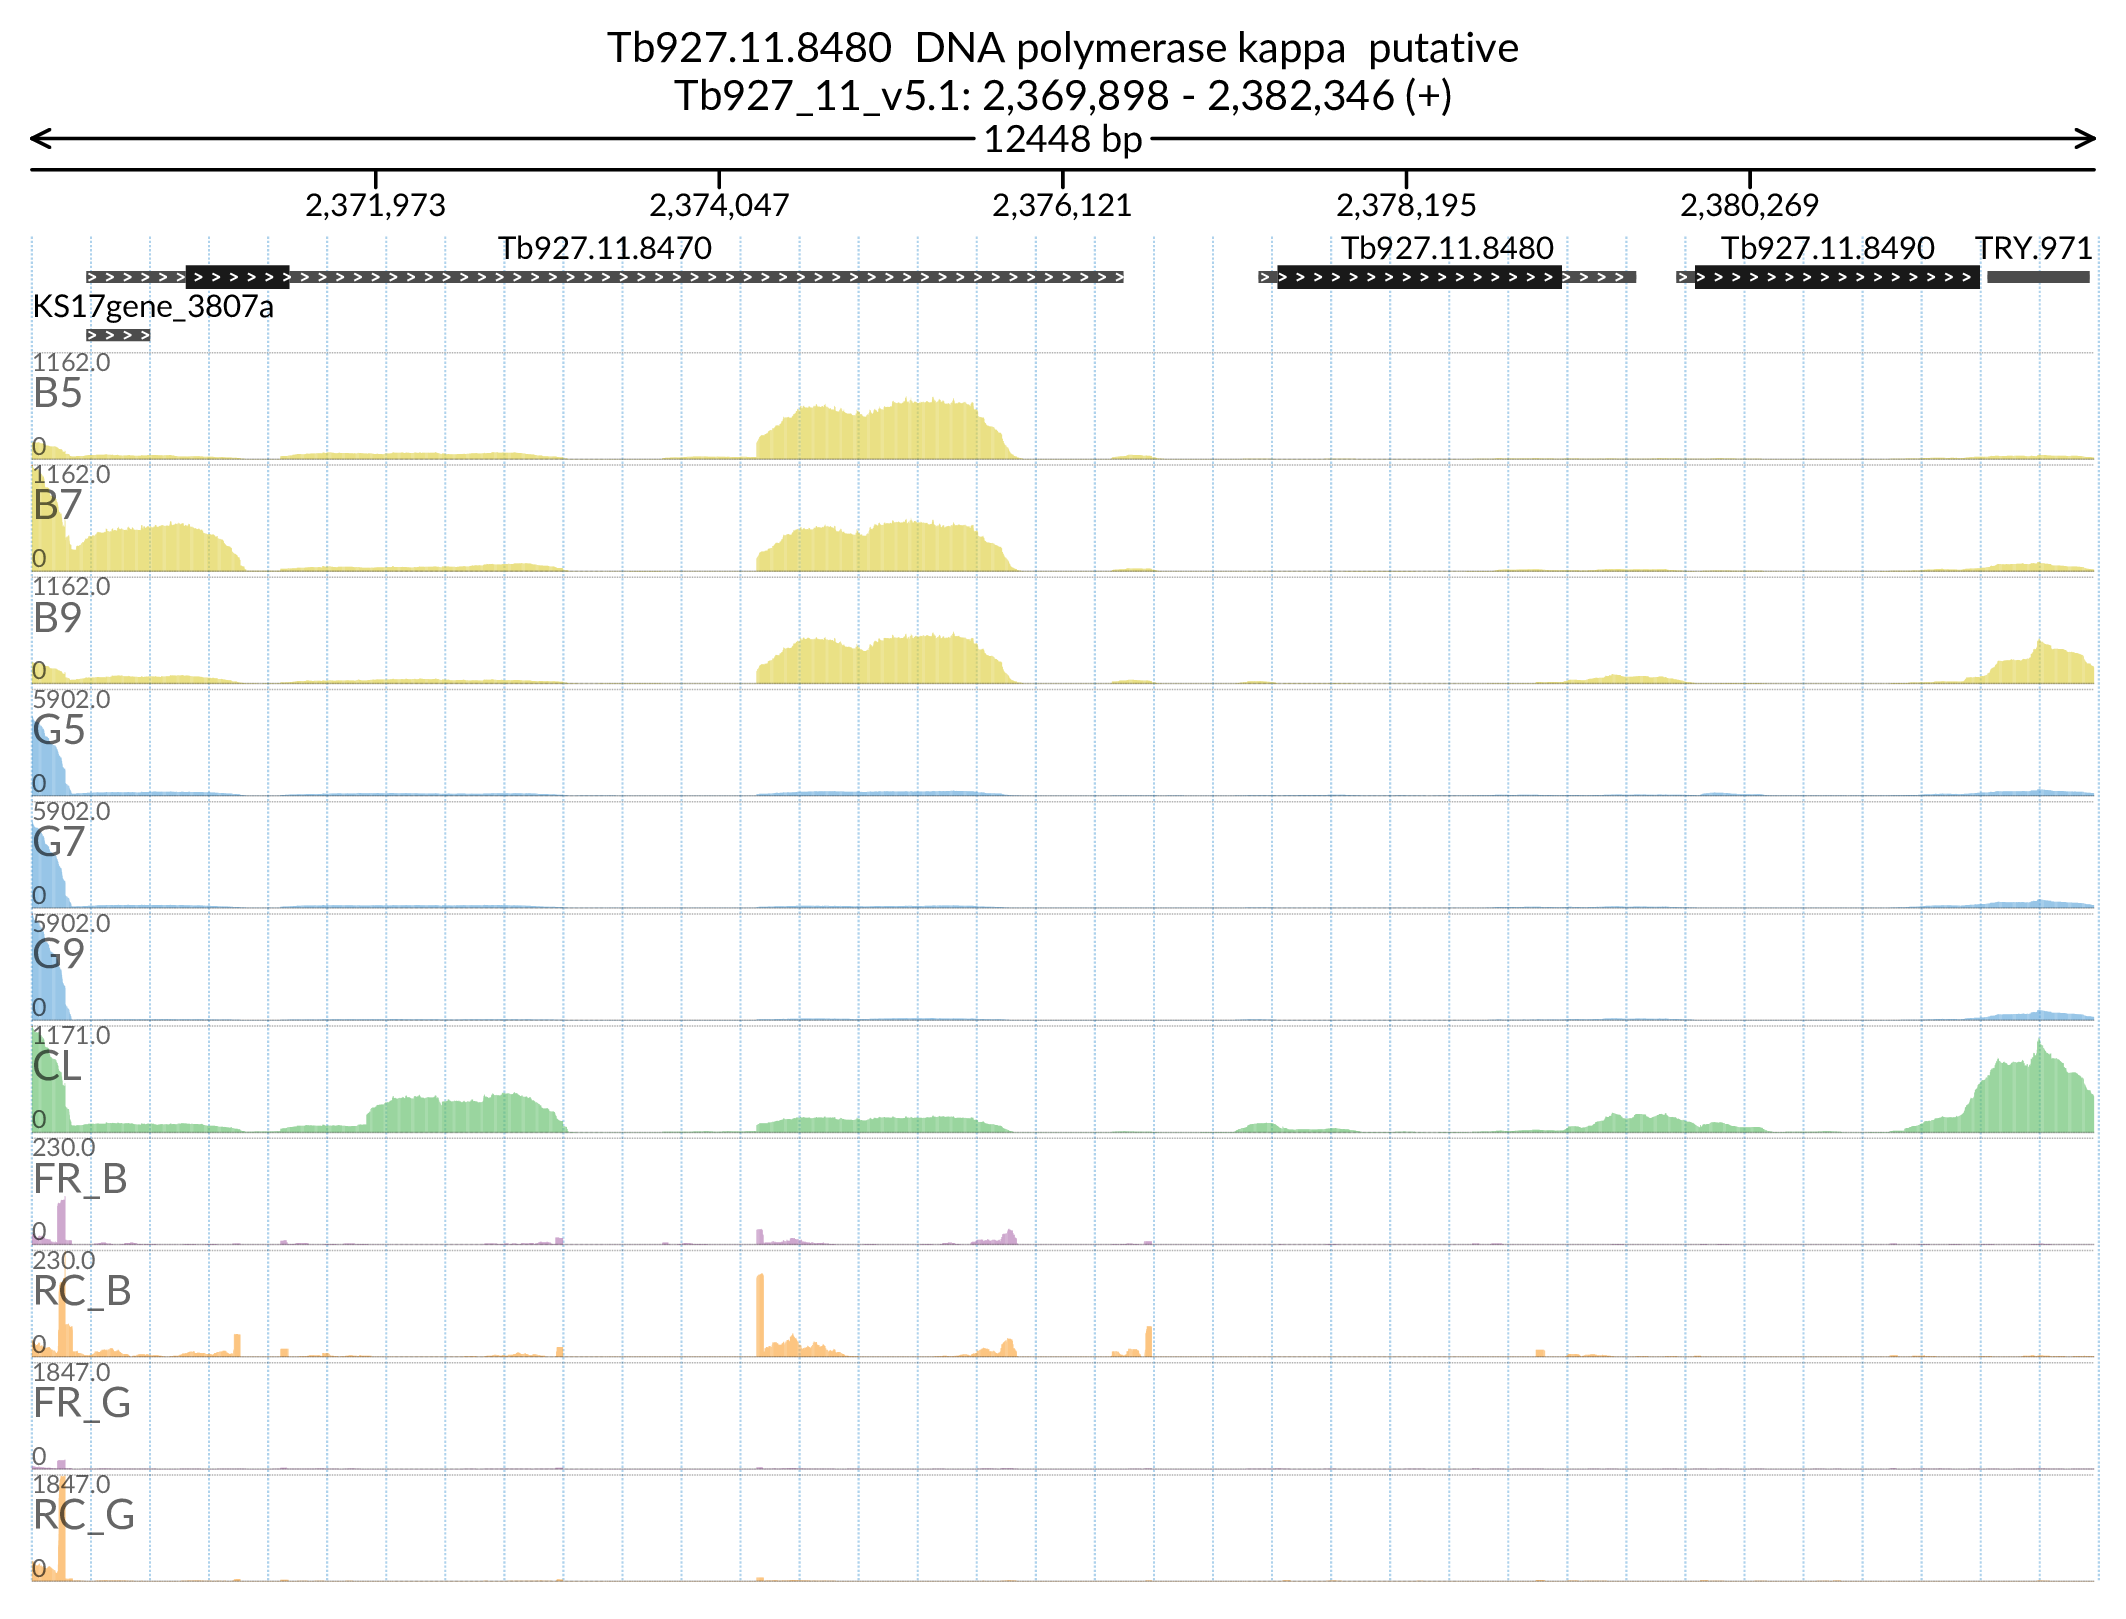 Tb927.11.8480  DNA polymerase kappa  putative
Tb927_11_v5.1: 2,369,898 - 2,382,346 (+)
12448 bp
2,371,973 2,374,047 2,376,121 2,378,195 2,380,269
Tb927.11.8470 Tb927.11.8480 Tb927.11.8490 TRY.971
KS17gene_3807a
1162.0
B5
0
1162.0
B7
0
1162.0
B9
0
5902.0
G5
0
5902.0
G7
0
5902.0
G9
0
1171.0
CL
0
230.0
FR_B
0
230.0
RC_B
0
1847.0
FR_G
0
1847.0
RC_G
0